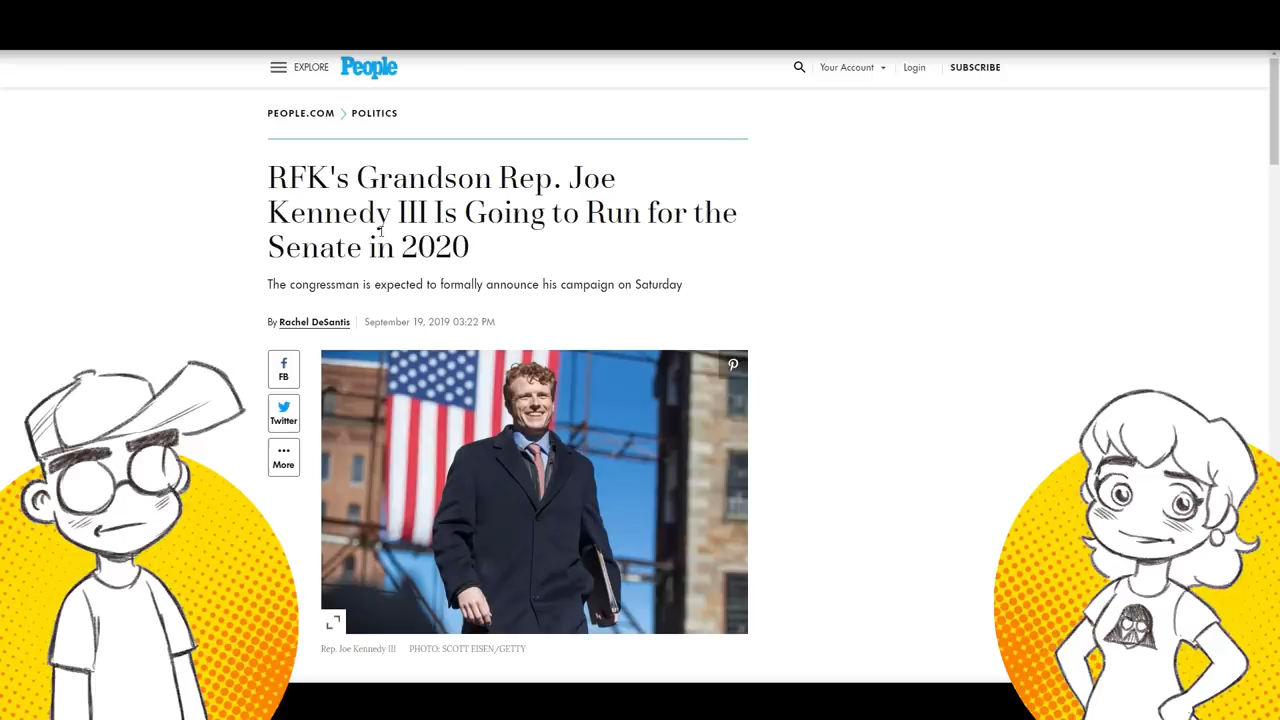 EXPLORE People Your Account Login SUBSCRIBE
PEOPLE.COM POLITICS
RFK's Grandson Rep. Joe
Kennedy III Is Going to Run for the
Senate in 2020
The congressman is expected to formally announce his campaign on Saturday
By Rachel DeSantis September 19, 2019 03:22 PM
FB
Twitter
More
Rep. Joe Kennedy III PHOTO: SCOTT EISEN/GETTY